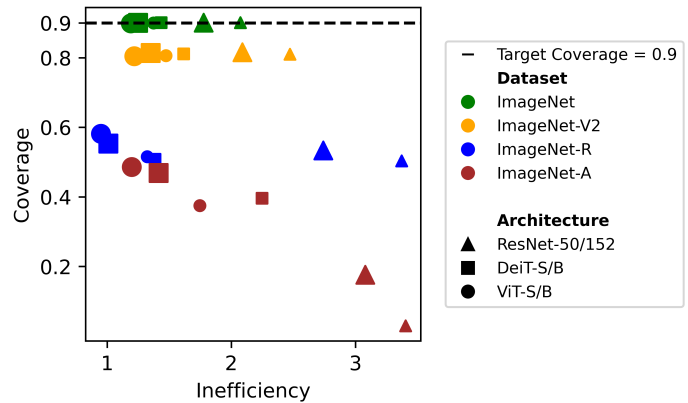 0.9
0.8
0.6
0.4
0.2
Coverage
1
2
3
Inefficiency
Target Coverage = 0.9
Dataset
ImageNet
ImageNet-V2
ImageNet-R
ImageNet-A
Architecture
ResNet-50/152
DeiT-S/B
ViT-S/B